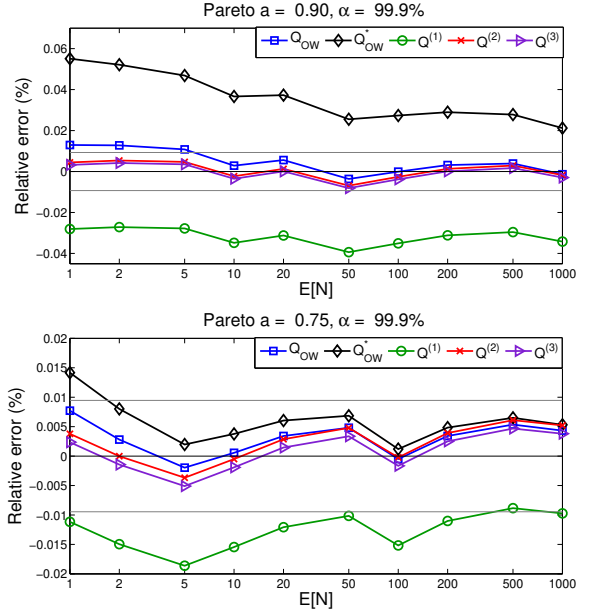 Pareto a = 0.90, α = 99.9%
Q_OW Q*_OW Q^(1) Q^(2) Q^(3)
Relative error (%)
0.06
0.04
0.02
0
−0.02
−0.04
1 2 5 10 20 50 100 200 500 1000
E[N]
Pareto a = 0.75, α = 99.9%
Q_OW Q*_OW Q^(1) Q^(2) Q^(3)
Relative error (%)
0.02
0.015
0.01
0.005
0
−0.005
−0.01
−0.015
−0.02
1 2 5 10 20 50 100 200 500 1000
E[N]